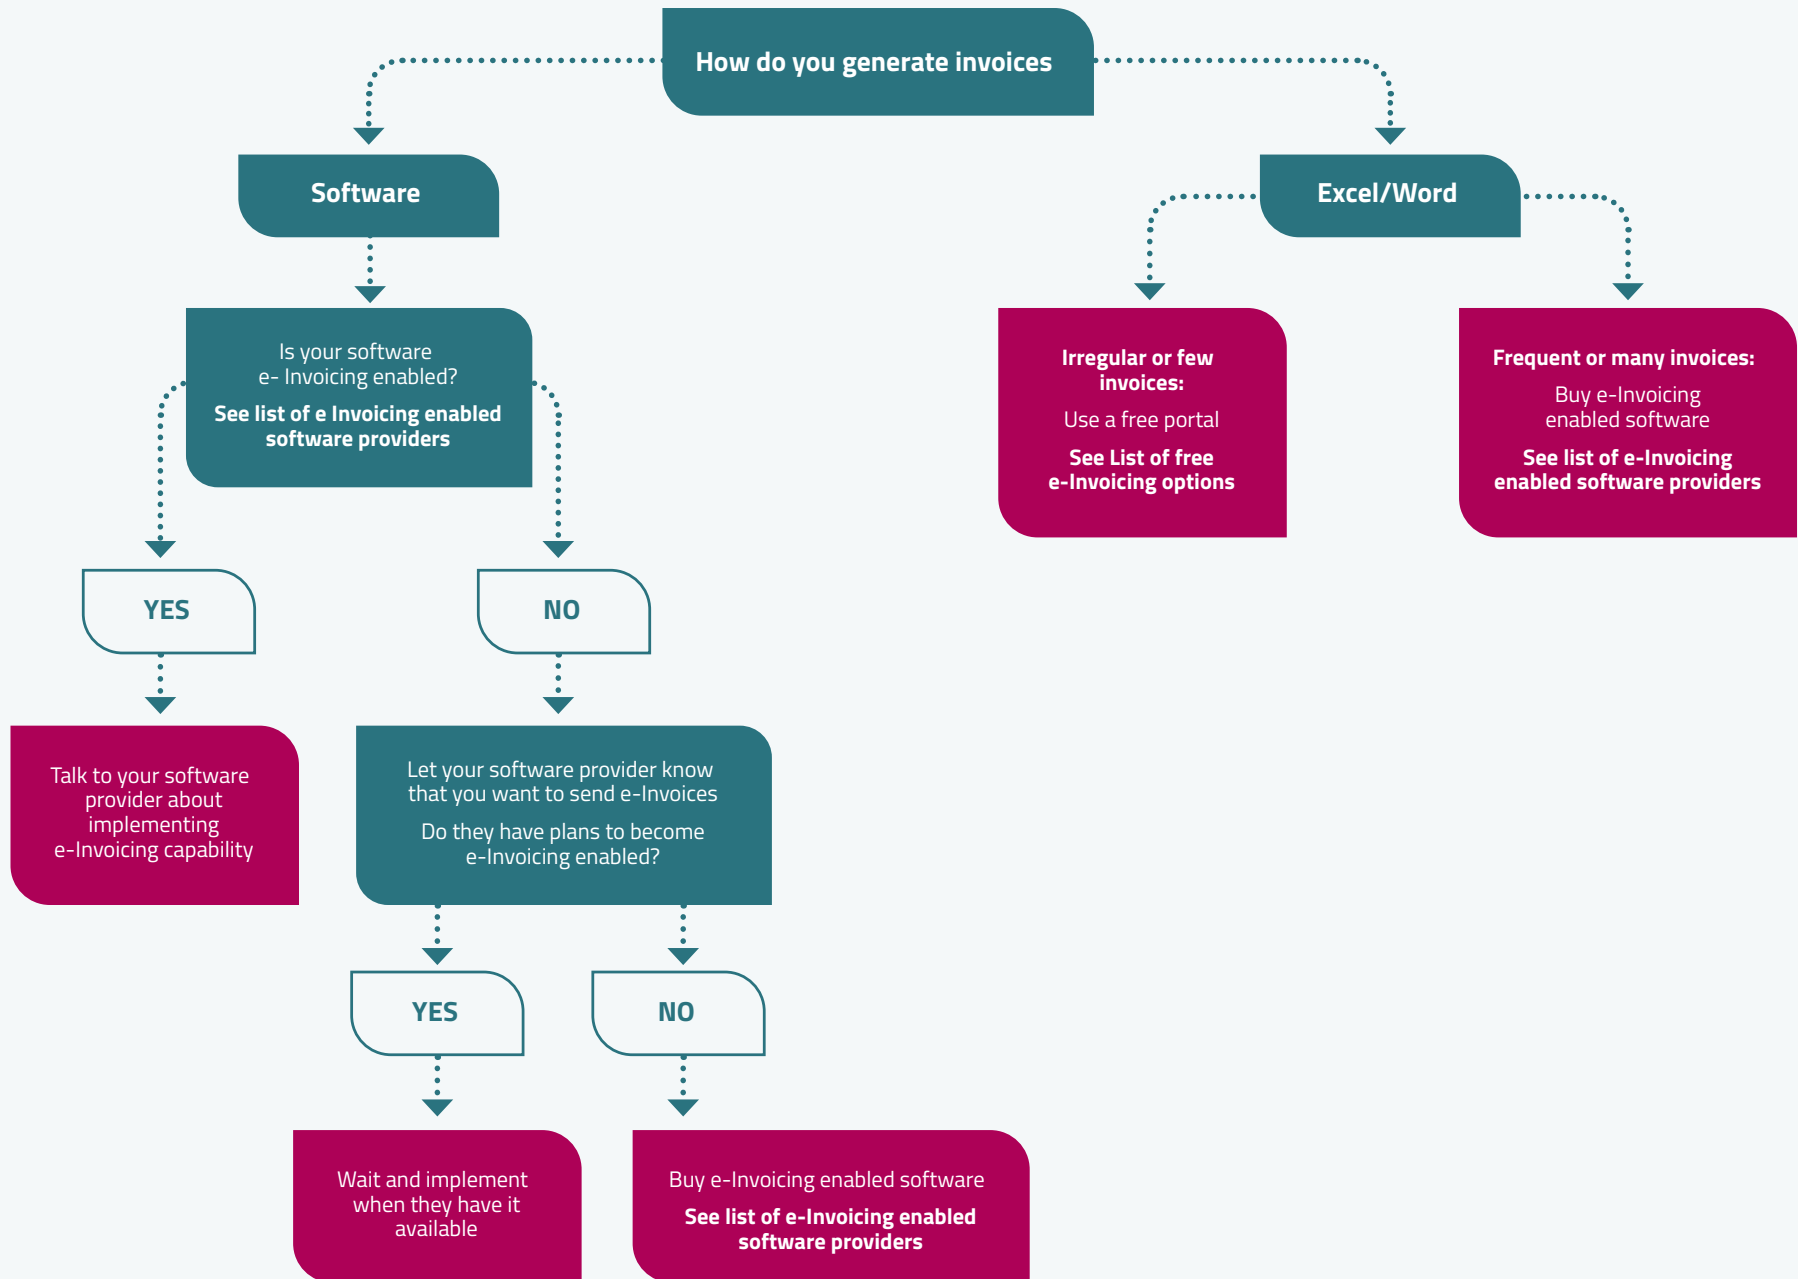 How do you generate invoices
Software
Excel/Word
Is your software
e- Invoicing enabled?
See list of e Invoicing enabled
software providers
Irregular or few
invoices:
Use a free portal
See List of free
e-Invoicing options
Frequent or many invoices:
Buy e-Invoicing
enabled software
See list of e-Invoicing
enabled software providers
YES
NO
Talk to your software
provider about
implementing
e-Invoicing capability
Let your software provider know
that you want to send e-Invoices
Do they have plans to become
e-Invoicing enabled?
YES
NO
Wait and implement
when they have it
available
Buy e-Invoicing enabled software
See list of e-Invoicing enabled
software providers